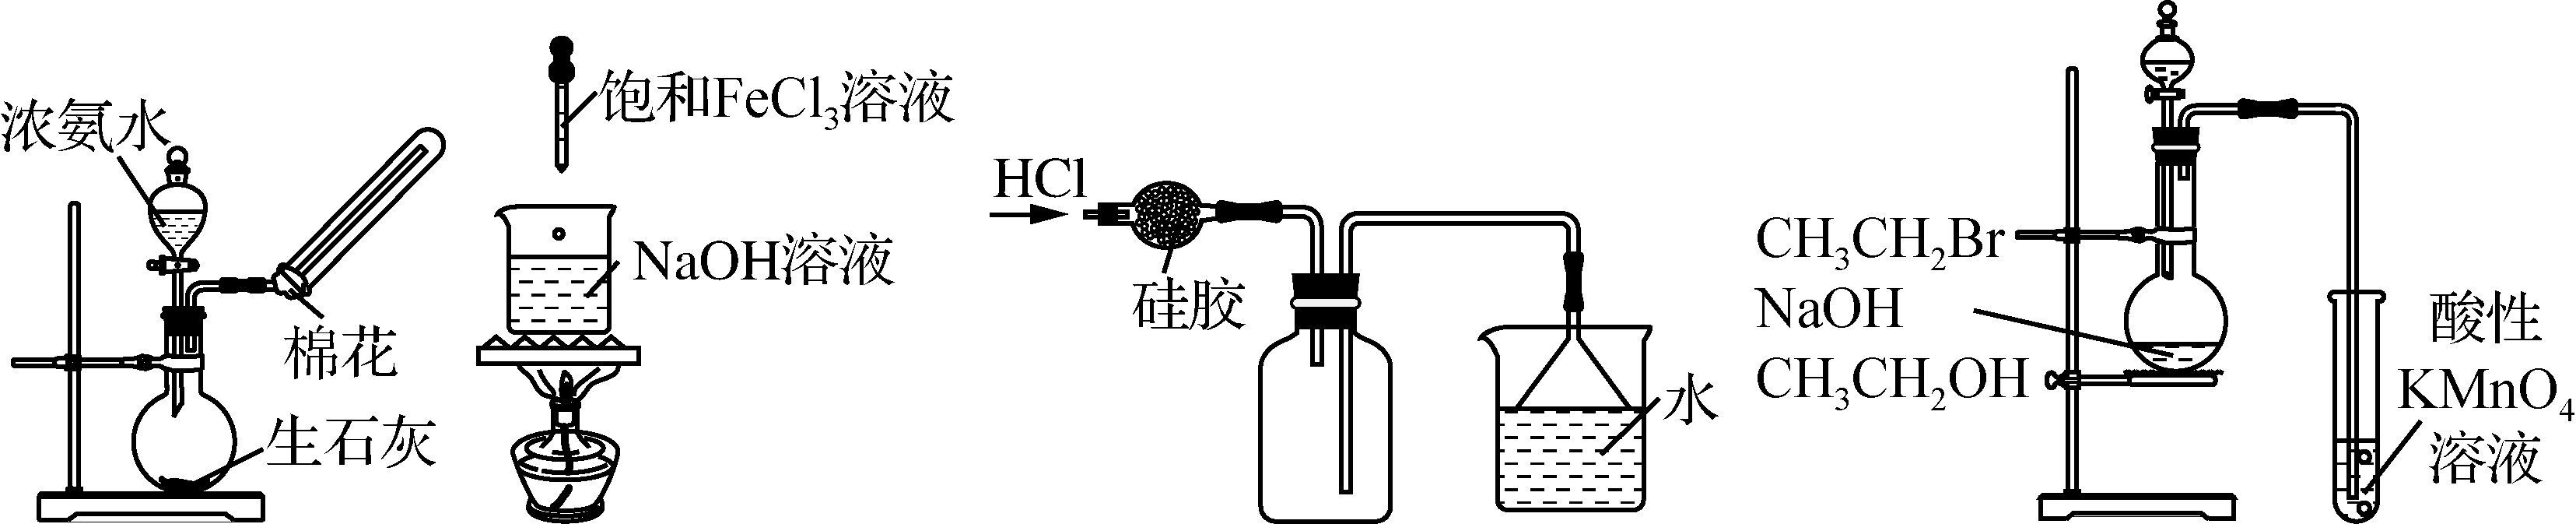 浓氨水
棉花
生石灰
饱和FeCl₃溶液
NaOH溶液
HCl
硅胶
水
CH₃CH₂Br
NaOH
CH₃CH₂OH
酸性
KMnO₄
溶液